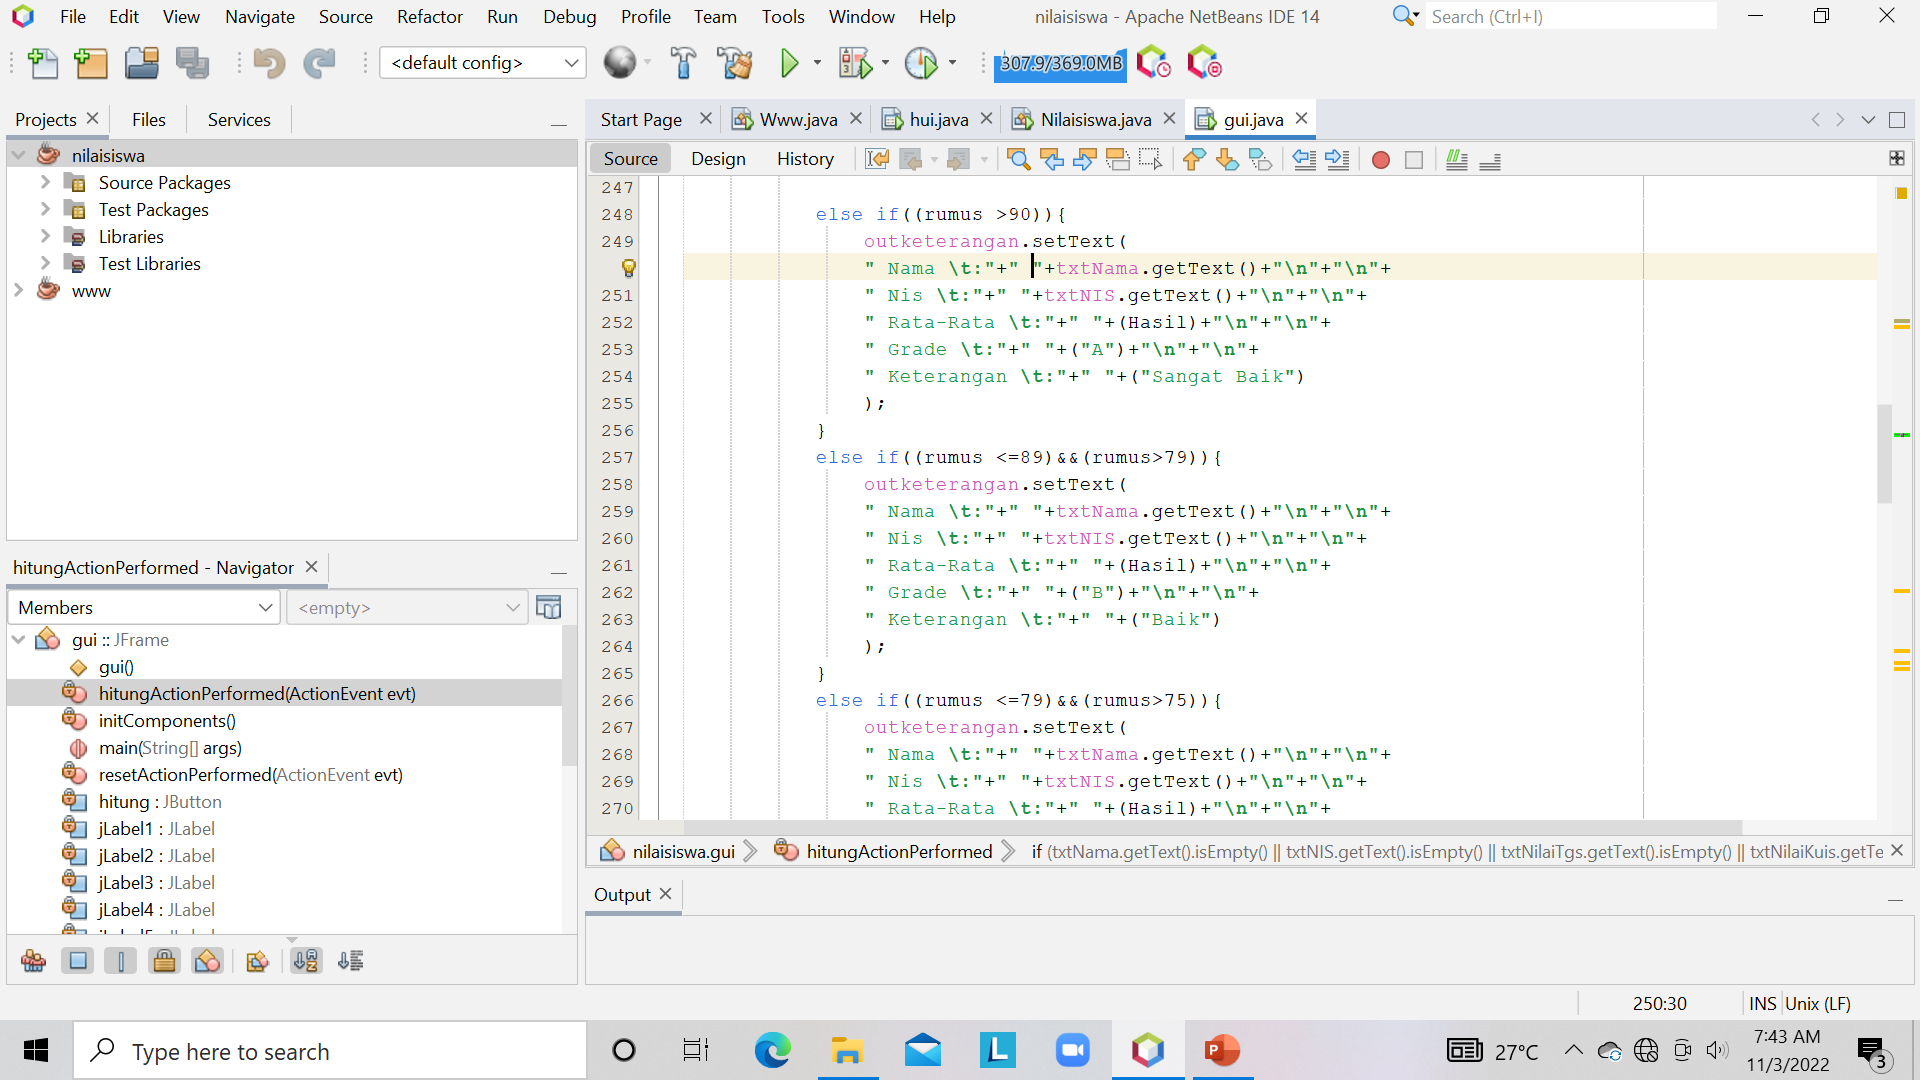 File Edit View Navigate Source Refactor Run Debug Profile Team Tools Window Help nilaisiswa - Apache NetBeans IDE 14 Search (Ctrl+I)
<default config> 307.9/369.0MB
Projects Files Services
nilaisiswa
Source Packages
Test Packages
Libraries
Test Libraries
www
hitungActionPerformed - Navigator
Members <empty>
gui :: JFrame
gui()
hitungActionPerformed(ActionEvent evt)
initComponents()
main(String[] args)
resetActionPerformed(ActionEvent evt)
hitung : JButton
jLabel1 : JLabel
jLabel2 : JLabel
jLabel3 : JLabel
jLabel4 : JLabel
Start Page Www.java hui.java Nilaisiswa.java gui.java
Source Design History
247
248 else if((rumus >90)){
249 outketerangan.setText(
" Nama \t:"+" "+txtNama.getText()+"\n"+"\n"+
251 " Nis \t:"+" "+txtNIS.getText()+"\n"+"\n"+
252 " Rata-Rata \t:"+" "+(Hasil)+"\n"+"\n"+
253 " Grade \t:"+" "+("A")+"\n"+"\n"+
254 " Keterangan \t:"+" "+("Sangat Baik")
255 );
256 }
257 else if((rumus <=89)&&(rumus>79)){
258 outketerangan.setText(
259 " Nama \t:"+" "+txtNama.getText()+"\n"+"\n"+
260 " Nis \t:"+" "+txtNIS.getText()+"\n"+"\n"+
261 " Rata-Rata \t:"+" "+(Hasil)+"\n"+"\n"+
262 " Grade \t:"+" "+("B")+"\n"+"\n"+
263 " Keterangan \t:"+" "+("Baik")
264 );
265 }
266 else if((rumus <=79)&&(rumus>75)){
267 outketerangan.setText(
268 " Nama \t:"+" "+txtNama.getText()+"\n"+"\n"+
269 " Nis \t:"+" "+txtNIS.getText()+"\n"+"\n"+
270 " Rata-Rata \t:"+" "+(Hasil)+"\n"+"\n"+
nilaisiswa.gui hitungActionPerformed if (txtNama.getText().isEmpty() || txtNIS.getText().isEmpty() || txtNilaiTgs.getText().isEmpty() || txtNilaiKuis.getTe
Output
250:30 INS Unix (LF)
Type here to search
27°C
7:43 AM
11/3/2022
3